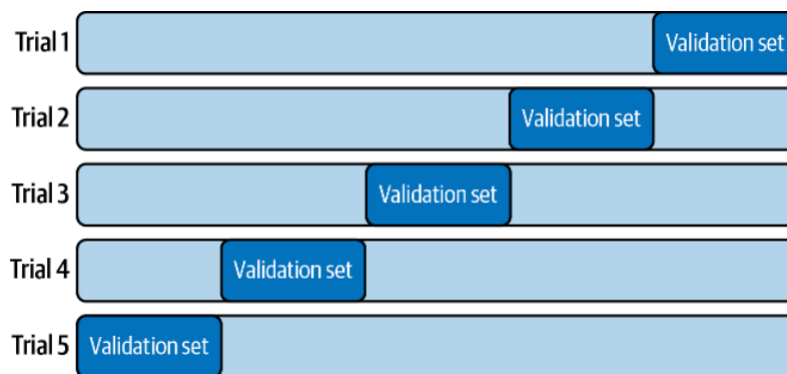 Trial 1 Validation set
Trial 2 Validation set
Trial 3 Validation set
Trial 4 Validation set
Trial 5 Validation set